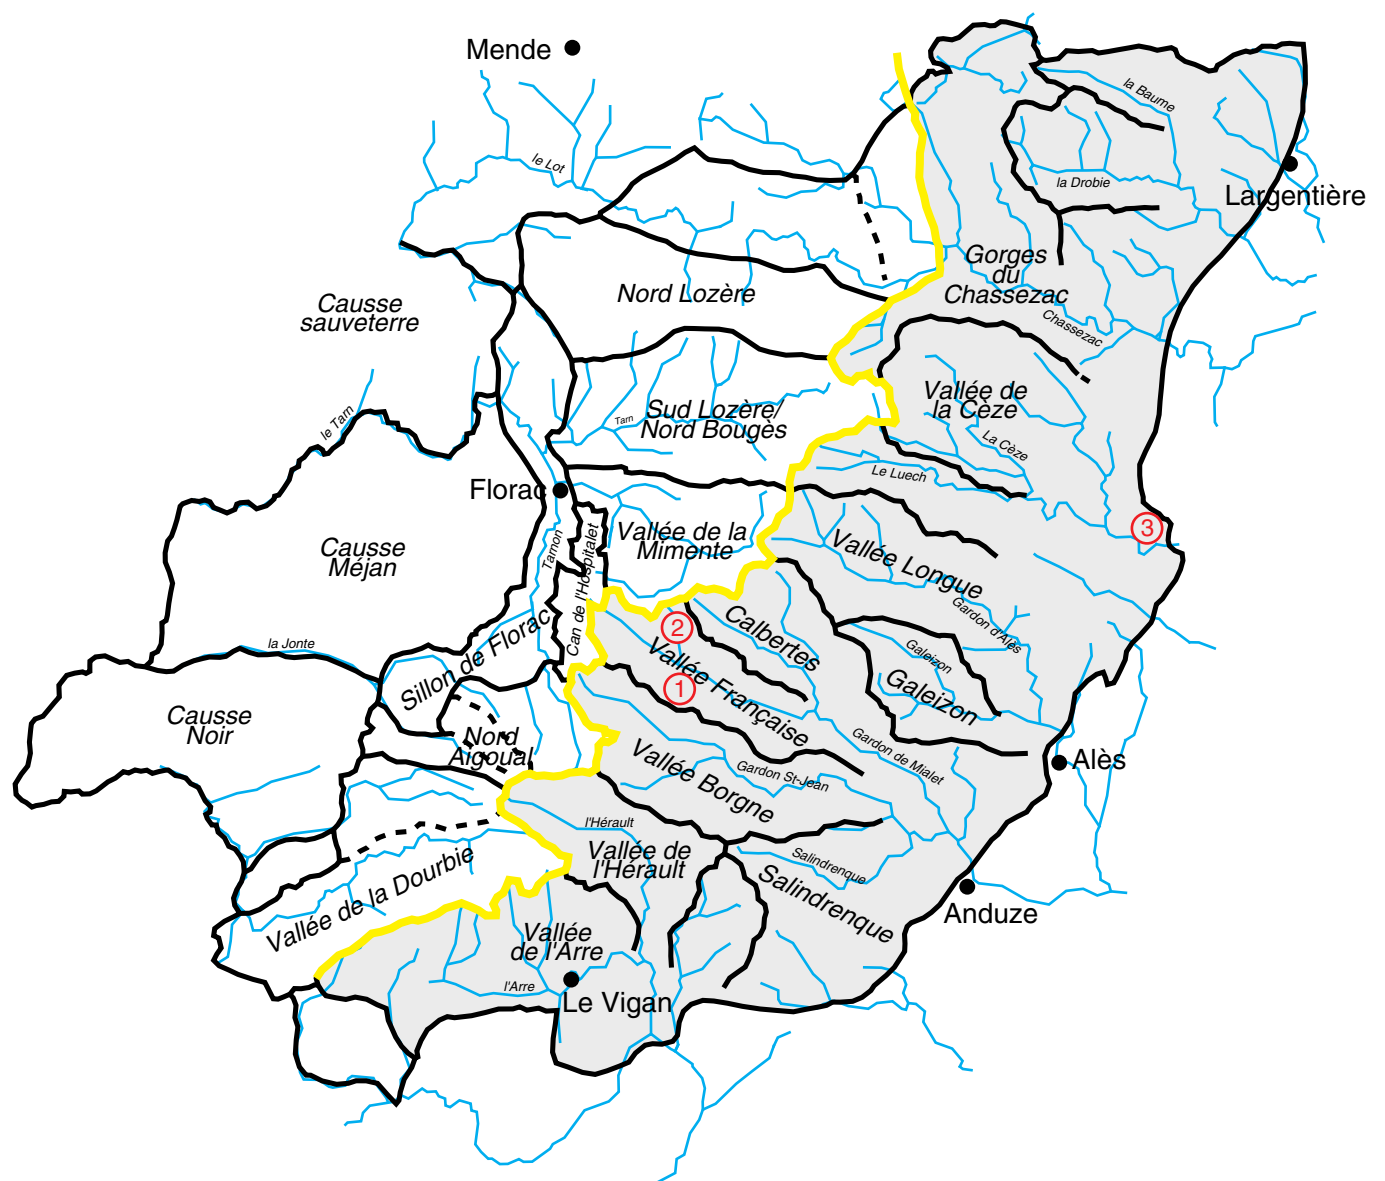 Mende
la Baume
le Lot
la Drobie
Largentière
Gorges
du
Chassezac
Nord Lozère
Causse
sauveterre
Chassezac
Vallée de
la Cèze
Sud Lozère/
Nord Bougès
Tarn
le Tarn
La Cèze
Le Luech
Florac
3
Vallée de la
Mimente
Causse
Méjan
Tarnon
Can de l'Hospitalet
Vallée Longue
Gardon d'Alès
2
Calbertes
la Jonte
Sillon de Florac
Vallée Française
Galeizon
Galeizon
1
Causse
Noir
Nord
Aigoual
Gardon de Mialet
Alès
Vallée Borgne
Gardon St-Jean
l'Hérault
Vallée de
l'Hérault
Salindrenque
Salindrenque
Vallée de la Dourbie
Anduze
Vallée
de l'Arre
l'Arre
Le Vigan